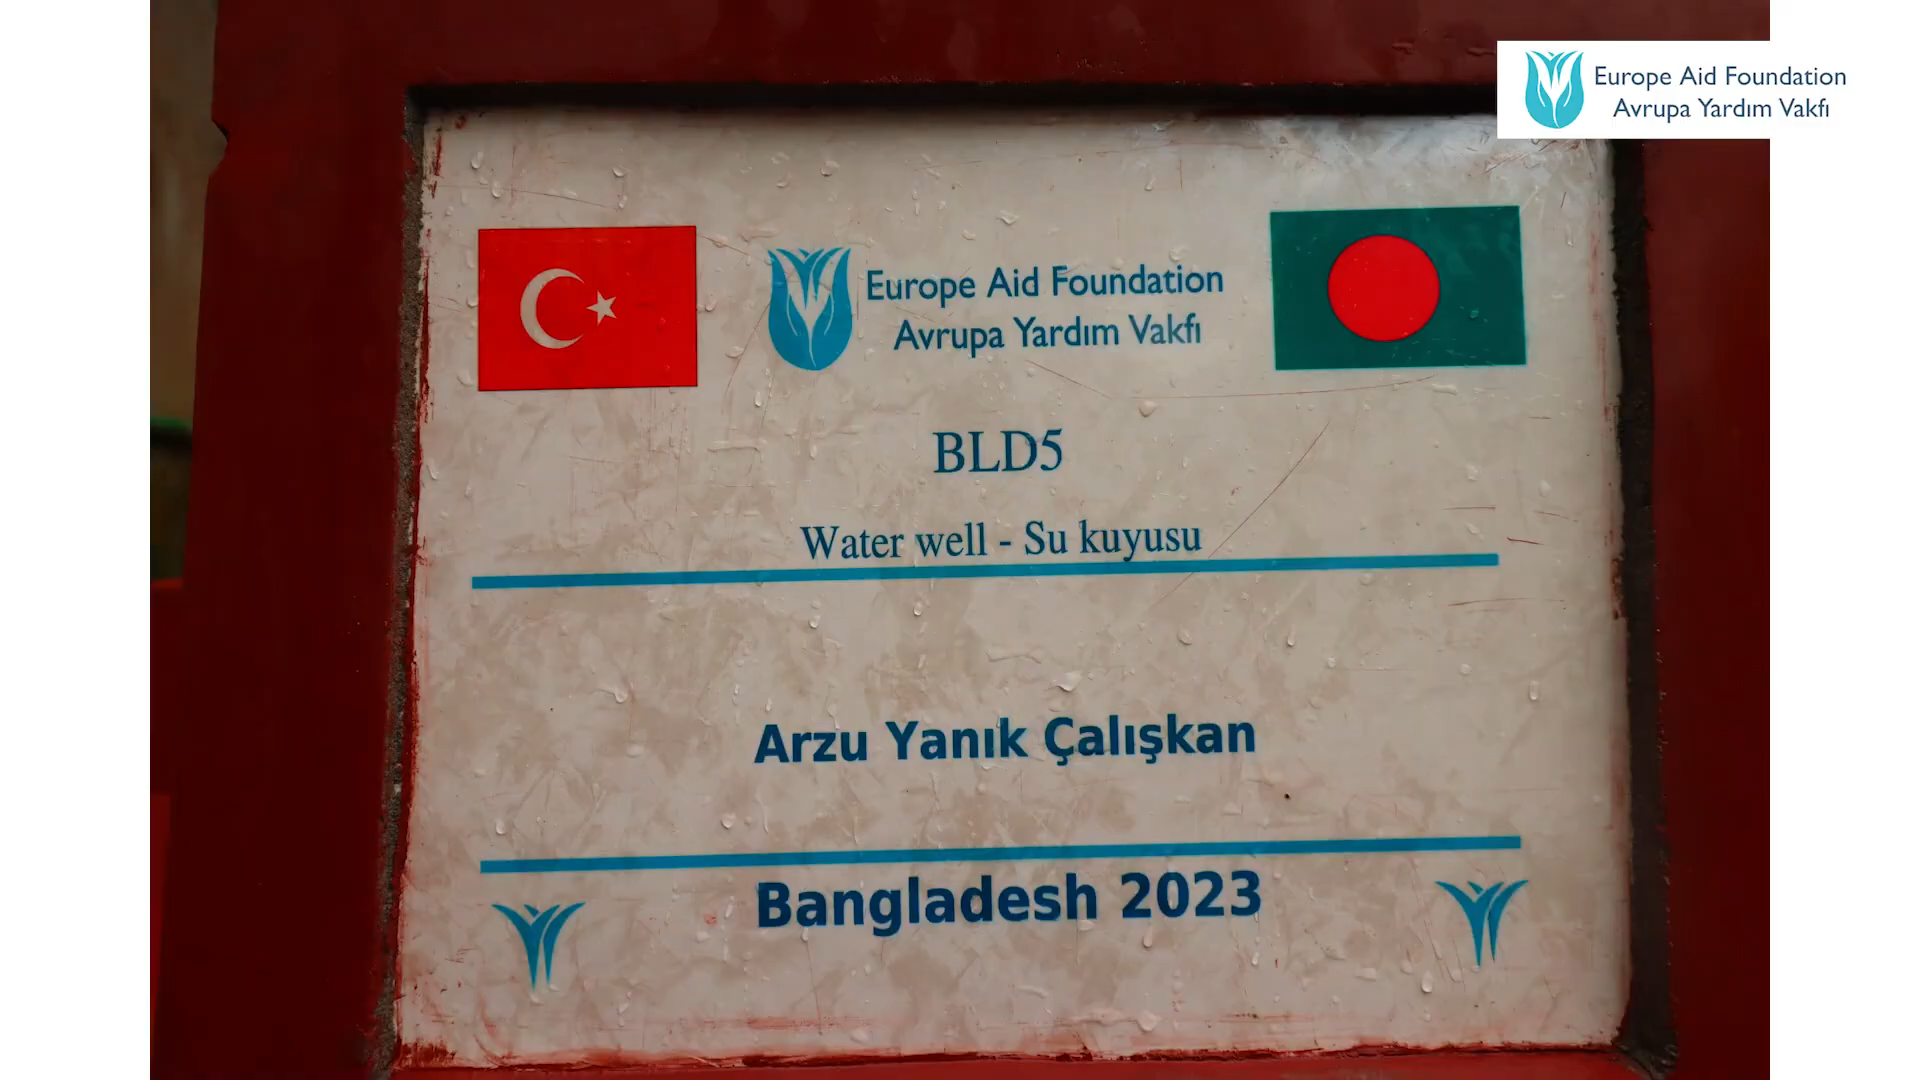 Europe Aid Foundation
Avrupa Yardım Vakfı
Europe Aid Foundation
Avrupa Yardım Vakfı
BLD5
Water well - Su kuyusu
Arzu Yanık Çalışkan
Bangladesh 2023